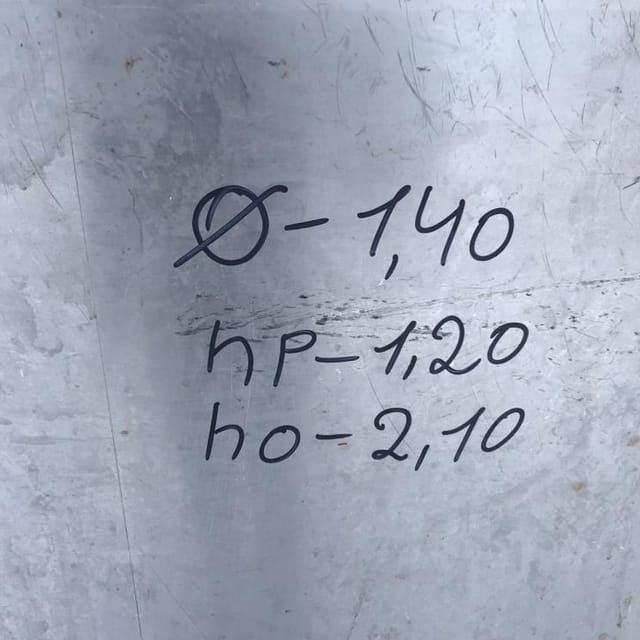 Ø - 1,40
hp - 1,20
ho - 2,10